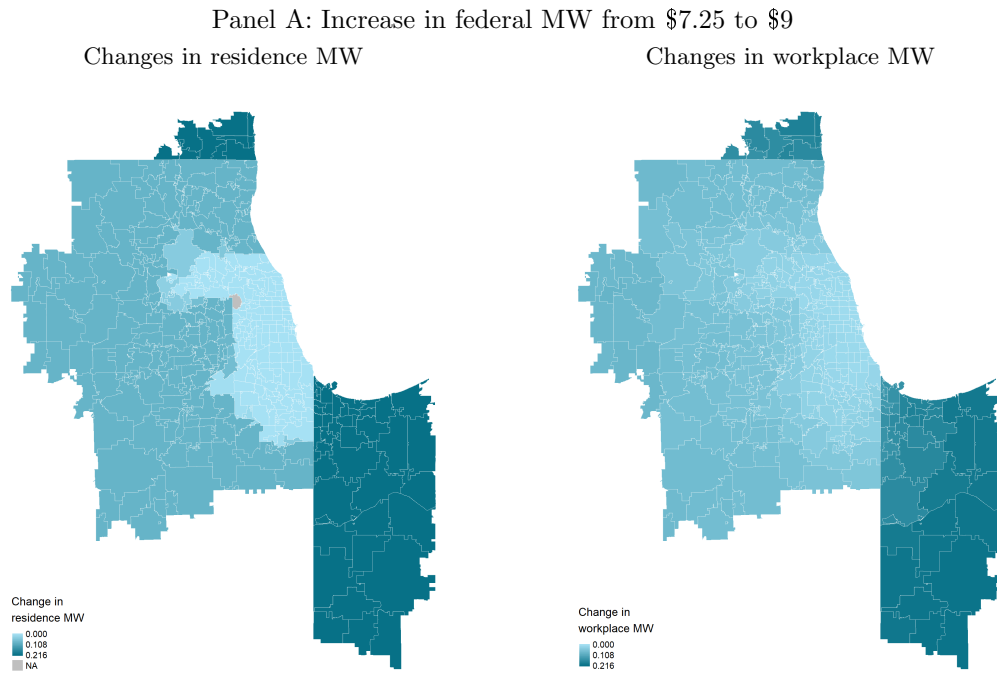 Panel A: Increase in federal MW from $7.25 to $9
Changes in residence MW
Changes in workplace MW
Change in
residence MW
0.000
0.108
0.216
NA
Change in
workplace MW
0.000
0.108
0.216